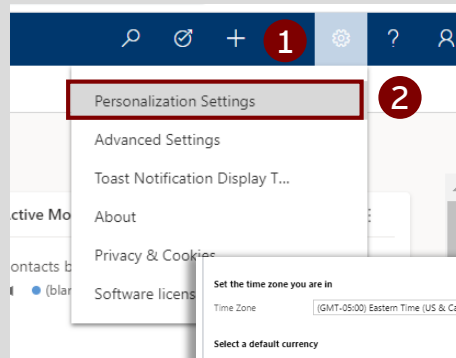 1
?
Personalization Settings
2
Advanced Settings
Toast Notification Display T...
ctive Mo
About
Privacy & Cookies
ontacts b
(blar
Software licens
Set the time zone you are in
Time Zone
(GMT-05:00) Eastern Time (US & Ca
Select a default currency